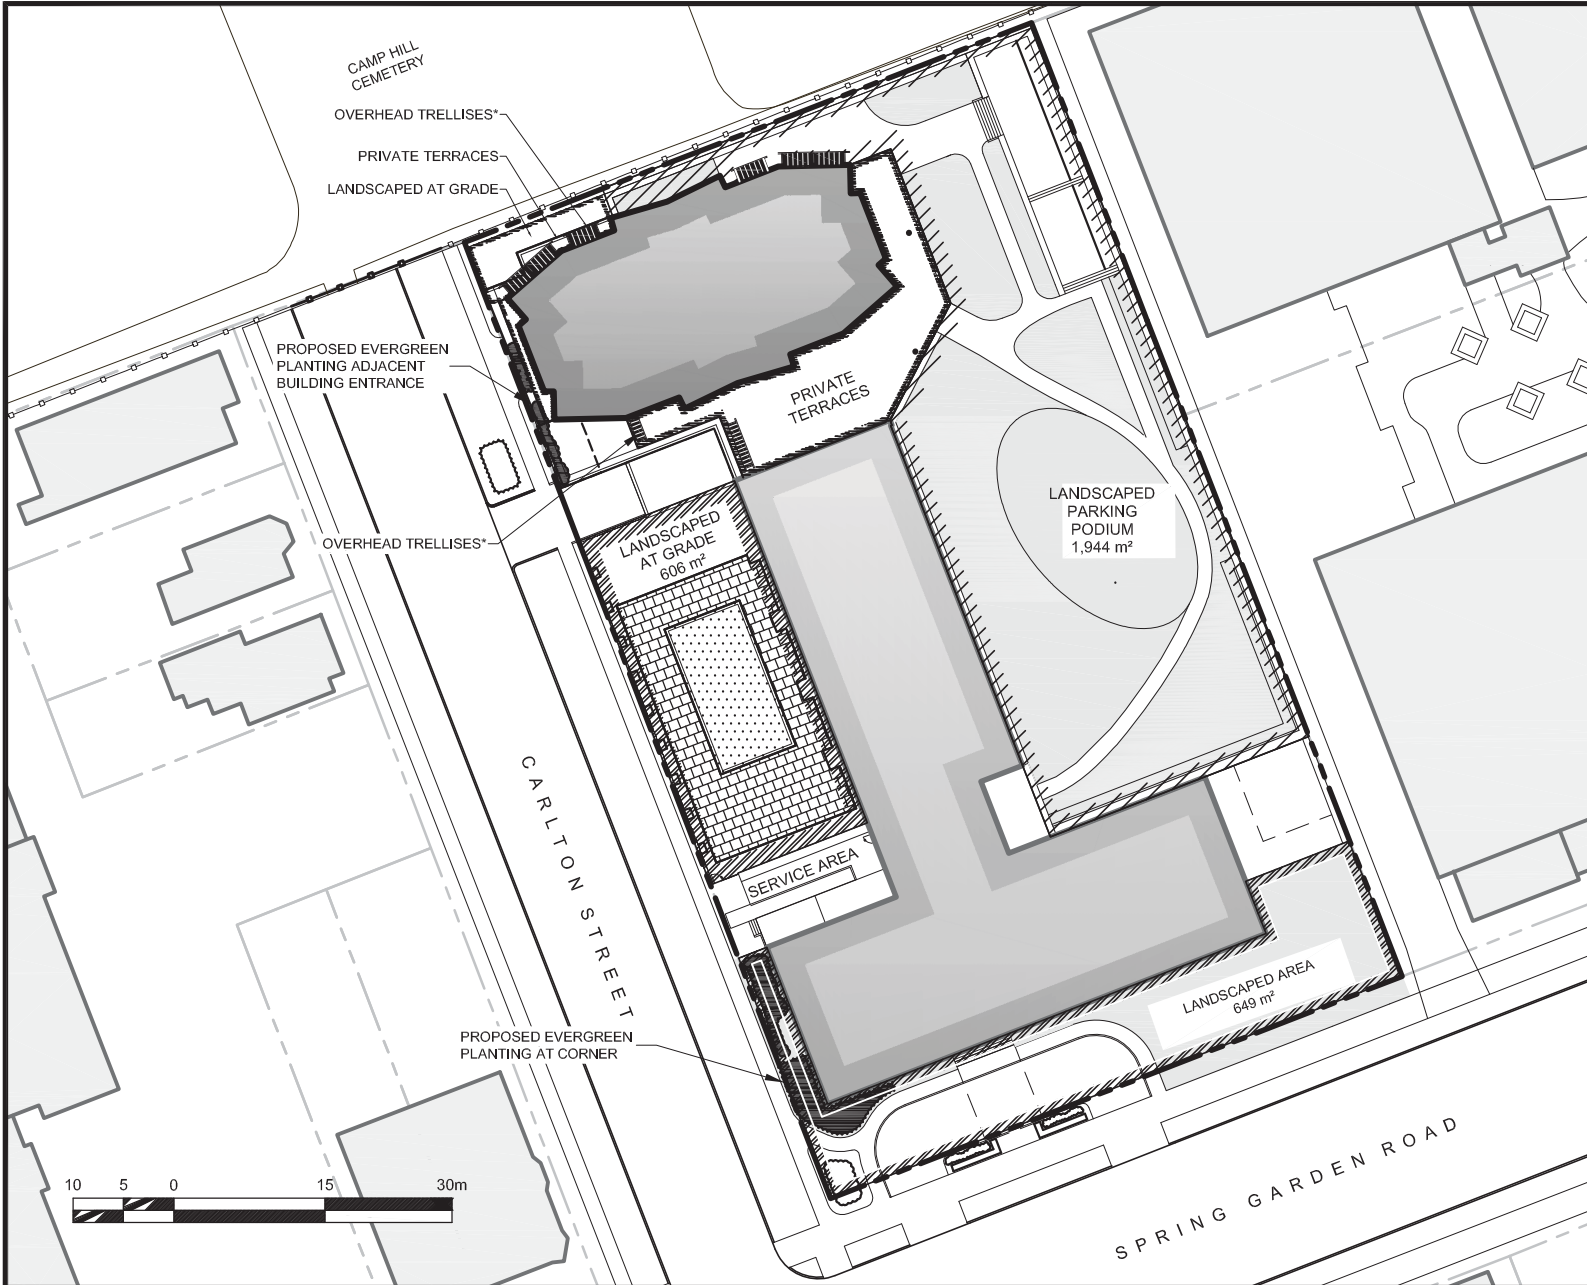 CAMP HILL
CEMETERY
OVERHEAD TRELLISES*
PRIVATE TERRACES
LANDSCAPED AT GRADE
PROPOSED EVERGREEN
PLANTING ADJACENT
BUILDING ENTRANCE
PRIVATE
TERRACES
LANDSCAPED
PARKING
PODIUM
1,944 m²
LANDSCAPED
AT GRADE
606 m²
OVERHEAD TRELLISES*
CARLTON STREET
SERVICE AREA
LANDSCAPED AREA
649 m²
PROPOSED EVERGREEN
PLANTING AT CORNER
SPRING GARDEN ROAD
10 5 0 15 30m